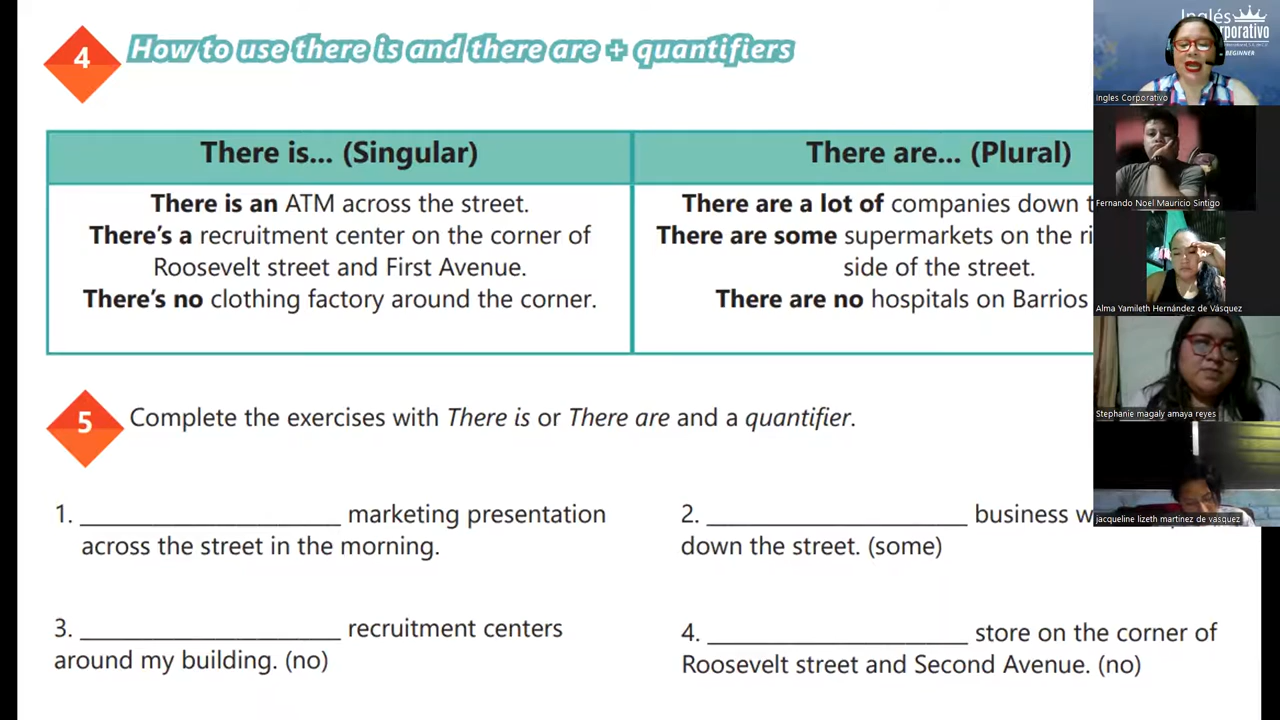 4
How to use there is and there are + quantifiers
There is... (Singular)
There are... (Plural)
There is an ATM across the street.
There's a recruitment center on the corner of
Roosevelt street and First Avenue.
There's no clothing factory around the corner.
There are a lot of companies down
There are some supermarkets on the
side of the street.
There are no hospitals on Barrios
5
Complete the exercises with There is or There are and a quantifier.
1. ____________________ marketing presentation
across the street in the morning.
2. ____________________ business
down the street. (some)
3. ____________________ recruitment centers
around my building. (no)
4. ____________________ store on the corner of
Roosevelt street and Second Avenue. (no)
Inglés
BEGINNER
Ingles Corporativo
Fernando Noel Mauricio Sintigo
Alma Yamileth Hernández de Vásquez
Stephanie magaly amaya reyes
jacqueline lizeth martinez de vasquez